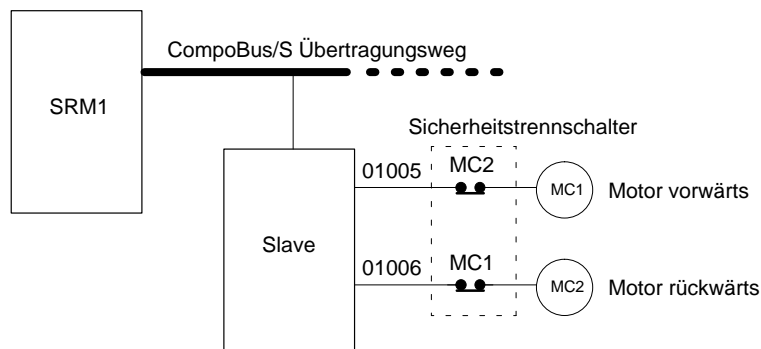 CompoBus/S Übertragungsweg
SRM1
Sicherheitstrennschalter
01005
MC2
MC1
Motor vorwärts
Slave
01006
MC1
MC2
Motor rückwärts